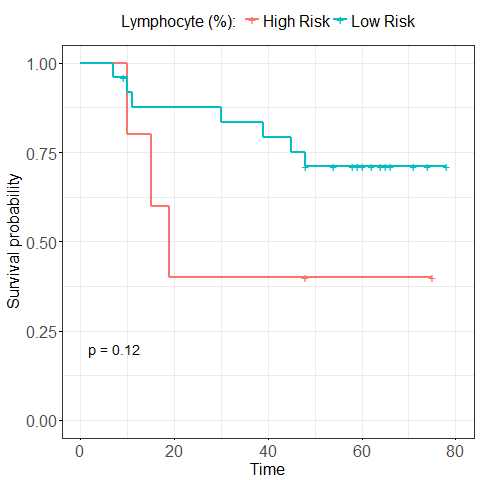 Lymphocyte (%): High Risk Low Risk
1.00
0.75
0.50
0.25
0.00
Survival probability
p = 0.12
0 20 40 60 80
Time